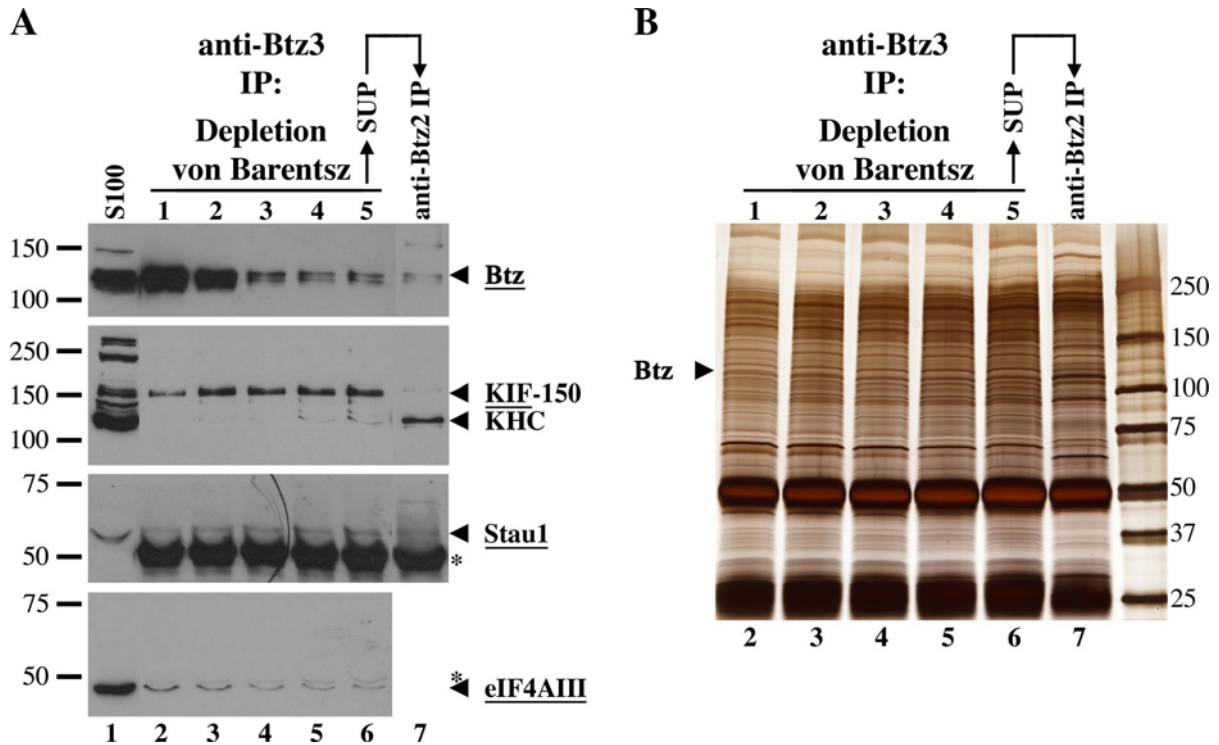 A
anti-Btz3
IP:
Depletion
von Barentsz
SUP
anti-Btz2 IP
S100
1 2 3 4 5
150
100
Btz
250
150
100
KIF-150
KHC
75
50
Stau1
*
75
50
*
eIF4AIII
1 2 3 4 5 6 7
B
anti-Btz3
IP:
Depletion
von Barentsz
SUP
anti-Btz2 IP
1 2 3 4 5
Btz
250
150
100
75
50
37
25
2 3 4 5 6 7